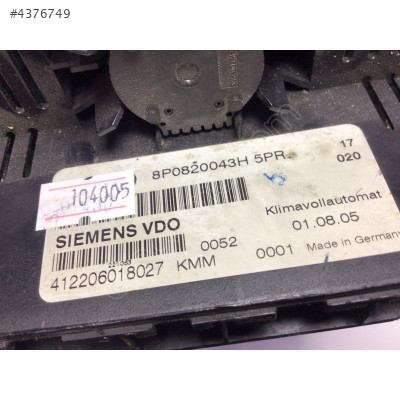 #4376749
8P0820043H 5PR
17
020
104005
Klimavollautomat
SIEMENS VDO
0052
01.08.05
412206018027 KMM
0001 Made in Germany